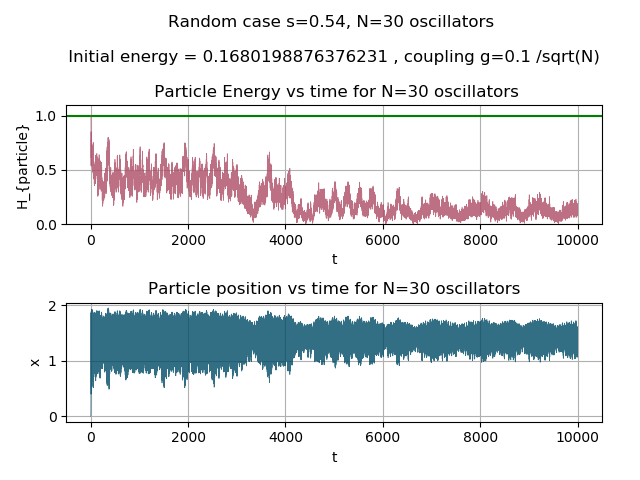 Random case s=0.54, N=30 oscillators
Initial energy = 0.1680198876376231 , coupling g=0.1 /sqrt(N)
Particle Energy vs time for N=30 oscillators
H_{particle}
1.0
0.5
0.0
0 2000 4000 6000 8000 10000
t
Particle position vs time for N=30 oscillators
x
2
1
0
0 2000 4000 6000 8000 10000
t